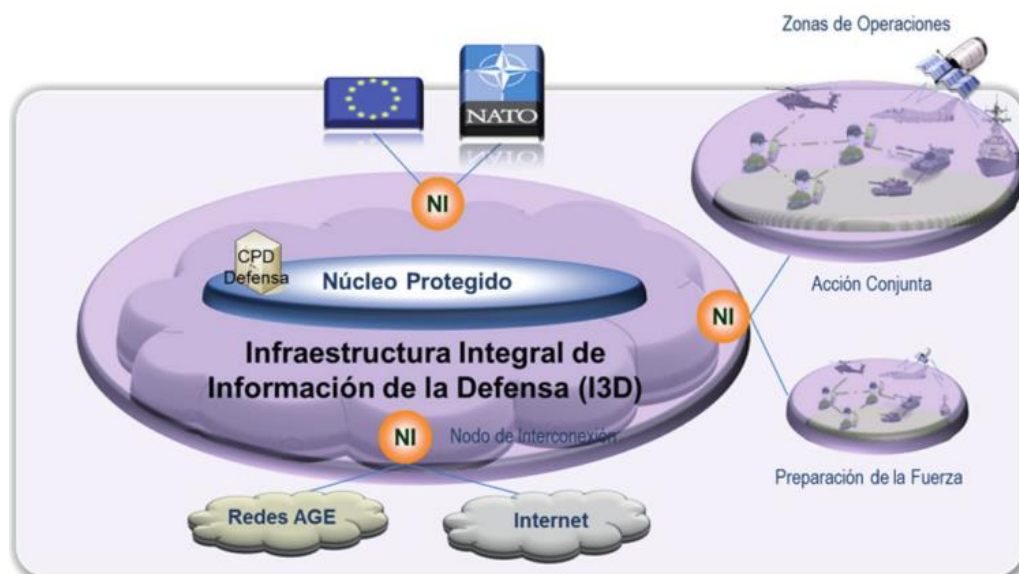 Zonas de Operaciones
NATO
NI
CPD
Defensa
Núcleo Protegido
NI
Acción Conjunta
Infraestructura Integral de
Información de la Defensa (I3D)
NI
Nodo de Interconexión
Preparación de la Fuerza
Redes AGE
Internet